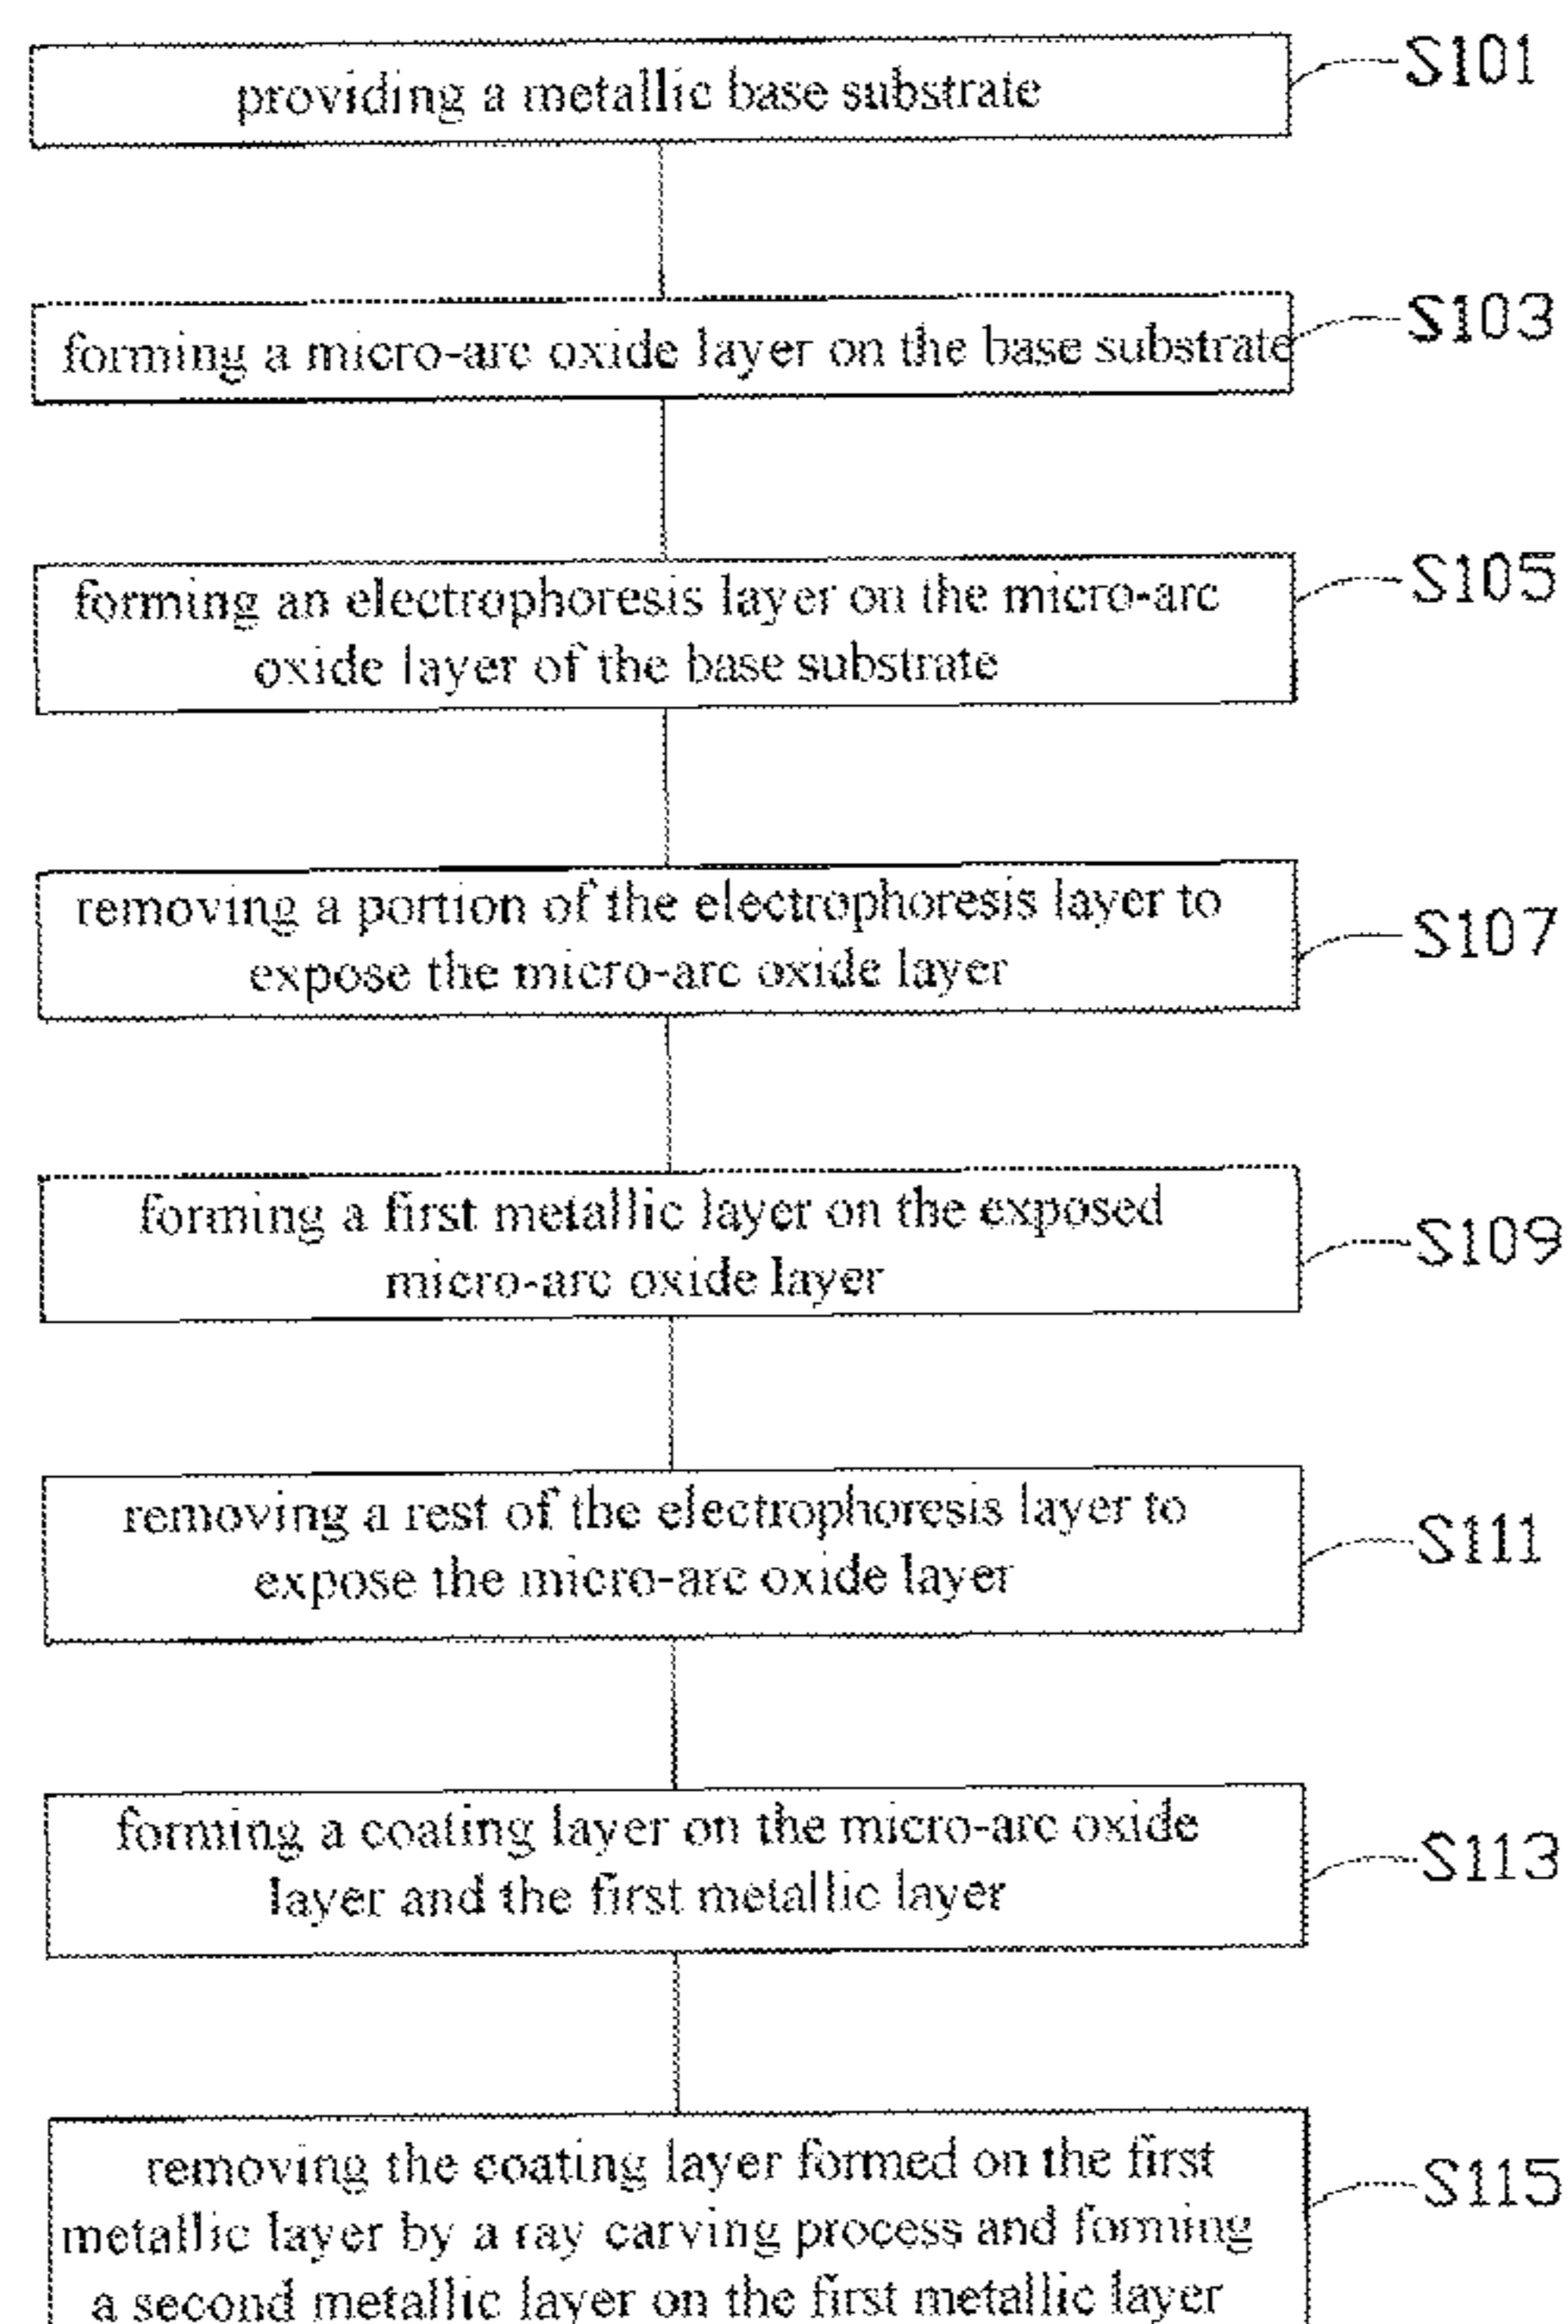 providing a metallic base substrate
S101
forming a micro-arc oxide layer on the base substrate
S103
forming an electrophoresis layer on the micro-arc
oxide layer of the base substrate
S105
removing a portion of the electrophoresis layer to
expose the micro-arc oxide layer
S107
forming a first metallic layer on the exposed
micro-arc oxide layer
S109
removing a rest of the electrophoresis layer to
expose the micro-arc oxide layer
S111
forming a coating layer on the micro-arc oxide
layer and the first metallic layer
S113
removing the coating layer formed on the first
metallic layer by a ray carving process and forming
a second metallic layer on the first metallic layer
S115